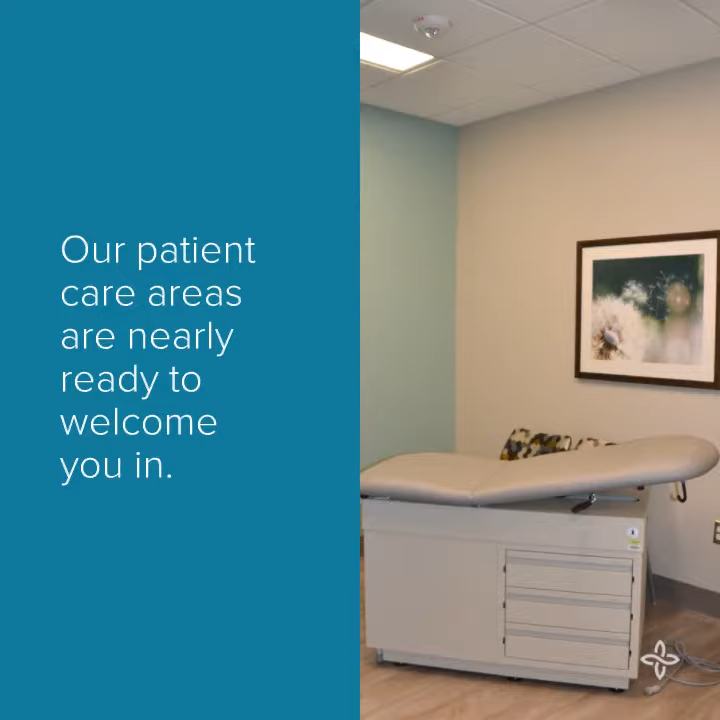 Our patient
care areas
are nearly
ready to
welcome
you in.